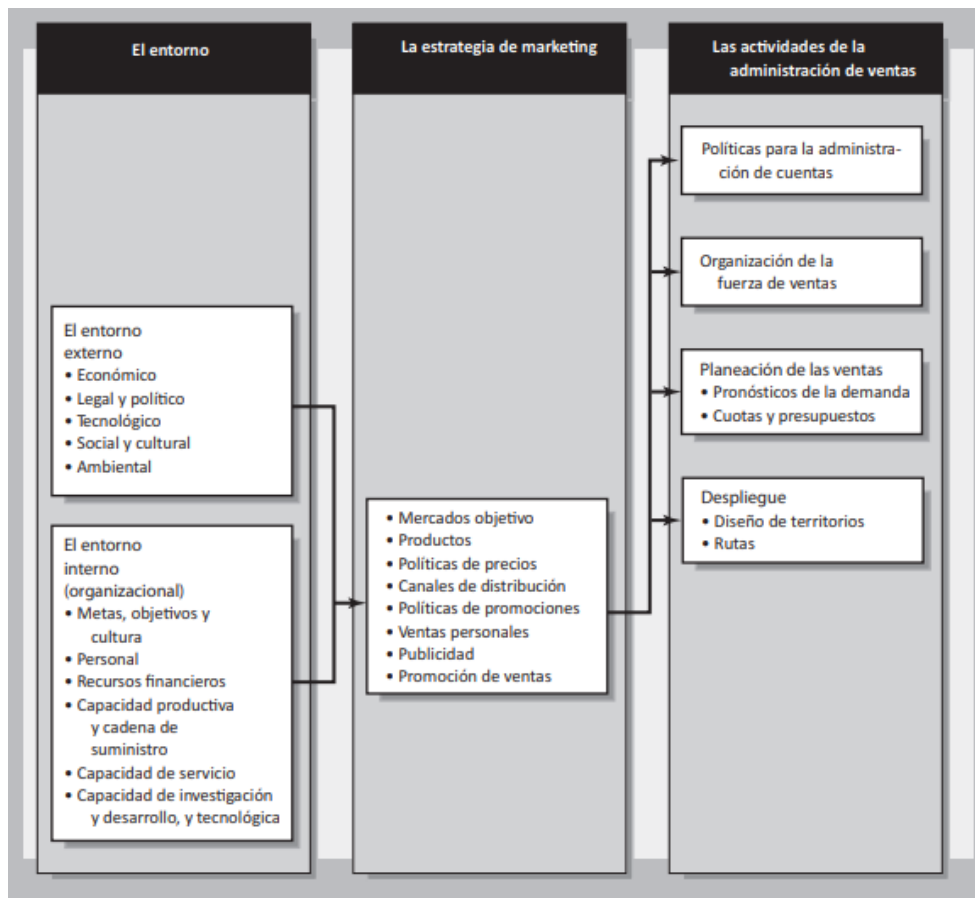 El entorno
El entorno
externo
• Económico
• Legal y político
• Tecnológico
• Social y cultural
• Ambiental
El entorno
interno
(organizacional)
• Metas, objetivos y
cultura
• Personal
• Recursos financieros
• Capacidad productiva
y cadena de
suministro
• Capacidad de servicio
• Capacidad de investigación
y desarrollo, y tecnológica
La estrategia de marketing
• Mercados objetivo
• Productos
• Políticas de precios
• Canales de distribución
• Políticas de promociones
• Ventas personales
• Publicidad
• Promoción de ventas
Las actividades de la
administración de ventas
Políticas para la administra-
ción de cuentas
Organización de la
fuerza de ventas
Planeación de las ventas
• Pronósticos de la demanda
• Cuotas y presupuestos
Despliegue
• Diseño de territorios
• Rutas